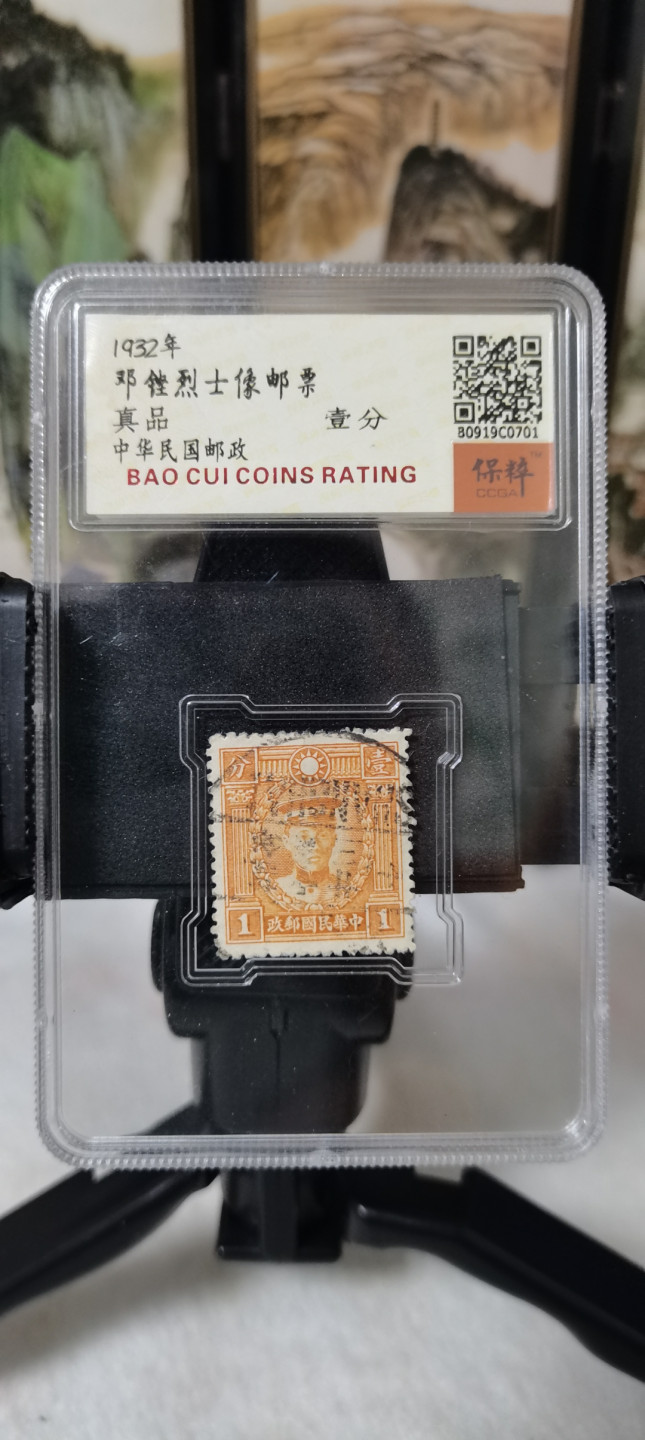 1932年
邓铿烈士像邮票
真品 壹分
中华民国邮政
BAO CUI COINS RATING
80919C0701
保粹 TM
CCGA
分 壹
1 政郵國民華中 1